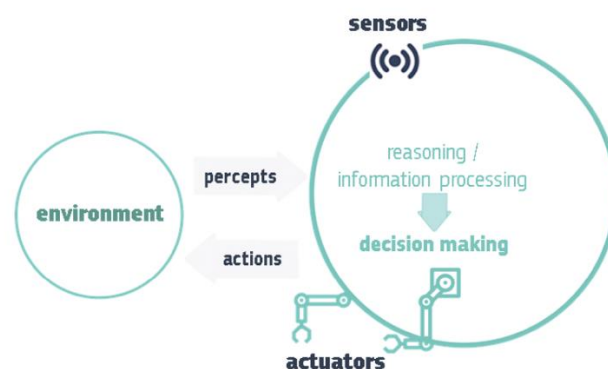 sensors
reasoning /
information processing
percepts
environment
decision making
actions
actuators